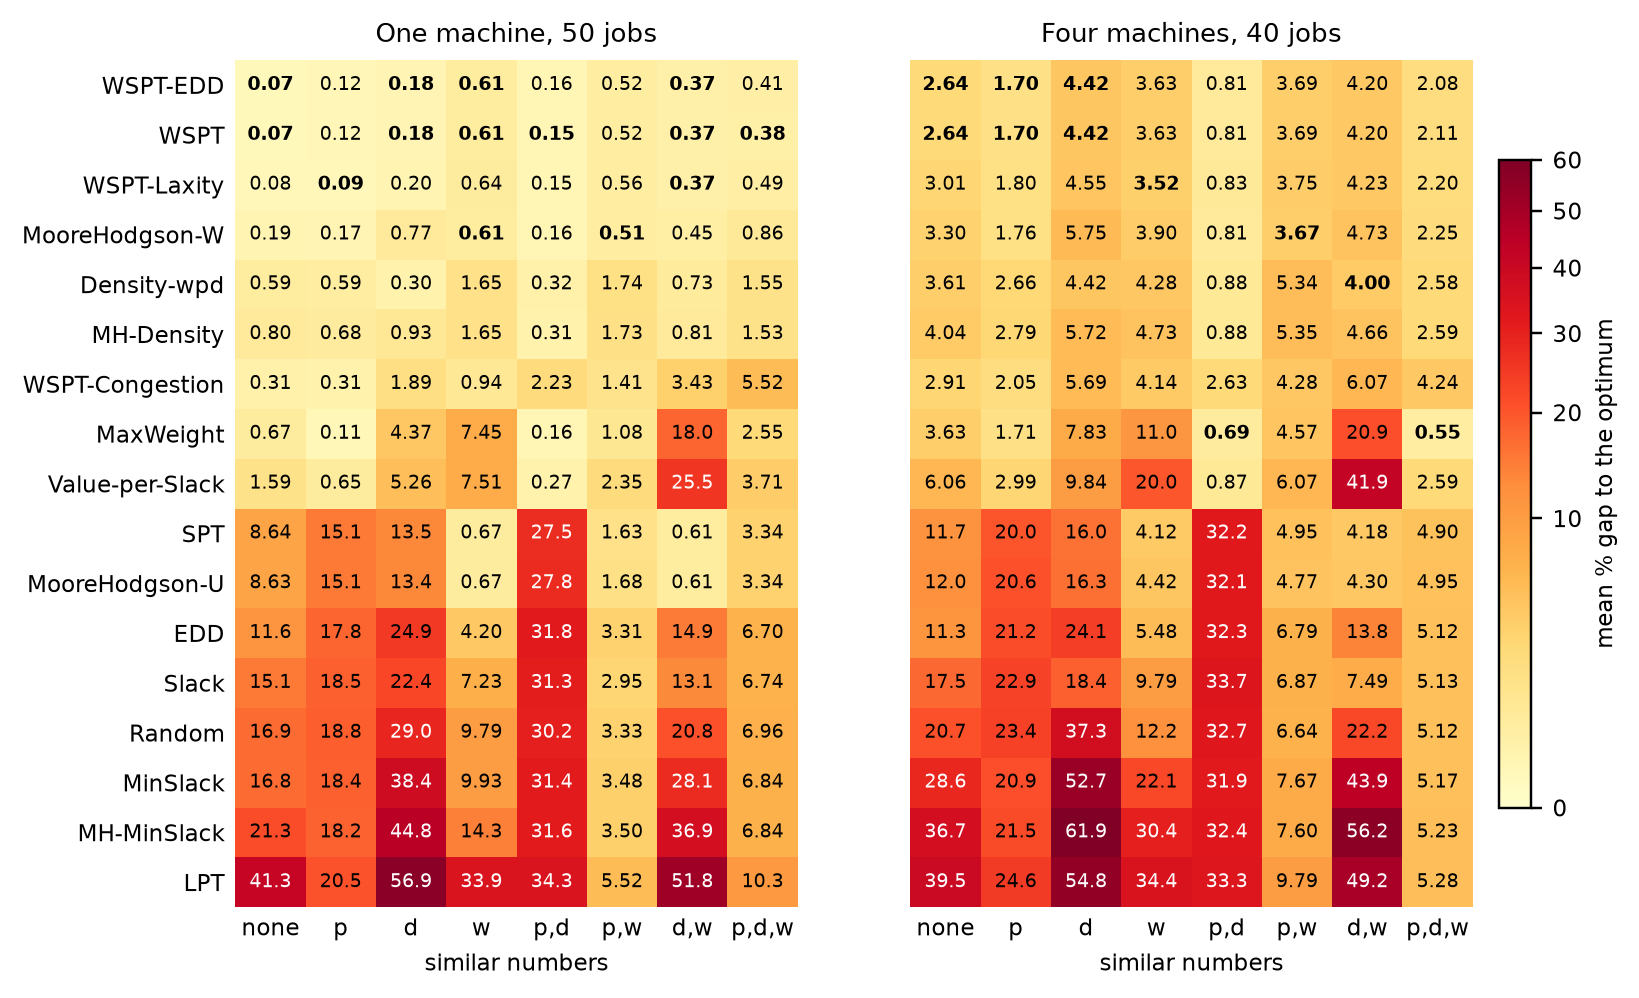 One machine, 50 jobs
Four machines, 40 jobs
WSPT-EDD 0.07 0.12 0.18 0.61 0.16 0.52 0.37 0.41 2.64 1.70 4.42 3.63 0.81 3.69 4.20 2.08
WSPT 0.07 0.12 0.18 0.61 0.15 0.52 0.37 0.38 2.64 1.70 4.42 3.63 0.81 3.69 4.20 2.11
WSPT-Laxity 0.08 0.09 0.20 0.64 0.15 0.56 0.37 0.49 3.01 1.80 4.55 3.52 0.83 3.75 4.23 2.20
MooreHodgson-W 0.19 0.17 0.77 0.61 0.16 0.51 0.45 0.86 3.30 1.76 5.75 3.90 0.81 3.67 4.73 2.25
Density-wpd 0.59 0.59 0.30 1.65 0.32 1.74 0.73 1.55 3.61 2.66 4.42 4.28 0.88 5.34 4.00 2.58
MH-Density 0.80 0.68 0.93 1.65 0.31 1.73 0.81 1.53 4.04 2.79 5.72 4.73 0.88 5.35 4.66 2.59
WSPT-Congestion 0.31 0.31 1.89 0.94 2.23 1.41 3.43 5.52 2.91 2.05 5.69 4.14 2.63 4.28 6.07 4.24
MaxWeight 0.67 0.11 4.37 7.45 0.16 1.08 18.0 2.55 3.63 1.71 7.83 11.0 0.69 4.57 20.9 0.55
Value-per-Slack 1.59 0.65 5.26 7.51 0.27 2.35 25.5 3.71 6.06 2.99 9.84 20.0 0.87 6.07 41.9 2.59
SPT 8.64 15.1 13.5 0.67 27.5 1.63 0.61 3.34 11.7 20.0 16.0 4.12 32.2 4.95 4.18 4.90
MooreHodgson-U 8.63 15.1 13.4 0.67 27.8 1.68 0.61 3.34 12.0 20.6 16.3 4.42 32.1 4.77 4.30 4.95
EDD 11.6 17.8 24.9 4.20 31.8 3.31 14.9 6.70 11.3 21.2 24.1 5.48 32.3 6.79 13.8 5.12
Slack 15.1 18.5 22.4 7.23 31.3 2.95 13.1 6.74 17.5 22.9 18.4 9.79 33.7 6.87 7.49 5.13
Random 16.9 18.8 29.0 9.79 30.2 3.33 20.8 6.96 20.7 23.4 37.3 12.2 32.7 6.64 22.2 5.12
MinSlack 16.8 18.4 38.4 9.93 31.4 3.48 28.1 6.84 28.6 20.9 52.7 22.1 31.9 7.67 43.9 5.17
MH-MinSlack 21.3 18.2 44.8 14.3 31.6 3.50 36.9 6.84 36.7 21.5 61.9 30.4 32.4 7.60 56.2 5.23
LPT 41.3 20.5 56.9 33.9 34.3 5.52 51.8 10.3 39.5 24.6 54.8 34.4 33.3 9.79 49.2 5.28
none p d w p,d p,w d,w p,d,w none p d w p,d p,w d,w p,d,w
similar numbers
similar numbers
60
50
40
30
20
10
0
mean % gap to the optimum